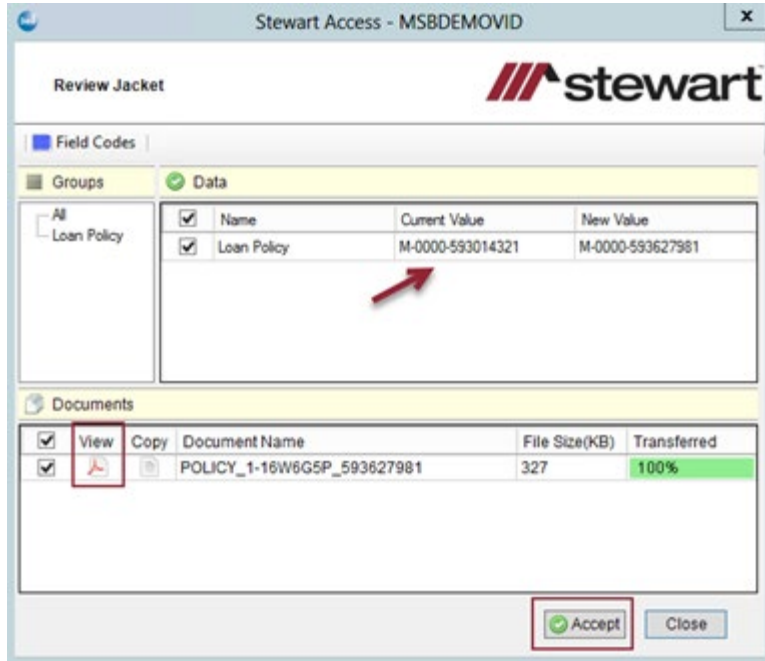 Stewart Access - MSBDEMOVID
x
Review Jacket
stewart
Field Codes
Groups
Data
All
Loan Policy
Name Current Value New Value
Loan Policy M-0000-593014321 M-0000-593627981
Documents
View Copy Document Name File Size(KB) Transferred
POLICY_1-16W6G5P_593627981 327 100%
Accept Close